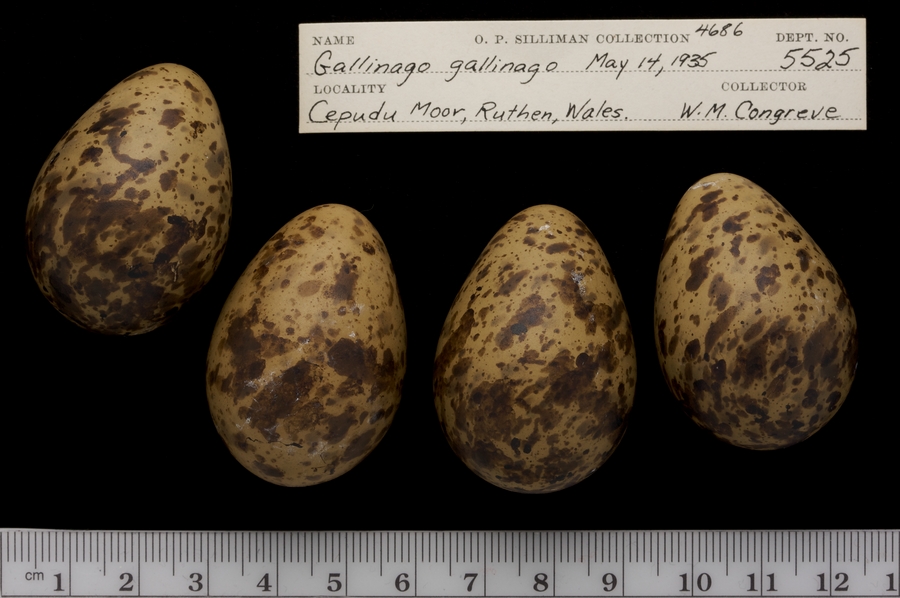 4686
NAME O. P. SILLIMAN COLLECTION DEPT. NO.
Gallinago gallinago May 14, 1935 5525
LOCALITY COLLECTOR
Cepudu Moor, Ruthen, Wales. W. M. Congreve
cm 1 2 3 4 5 6 7 8 9 10 11 12 1